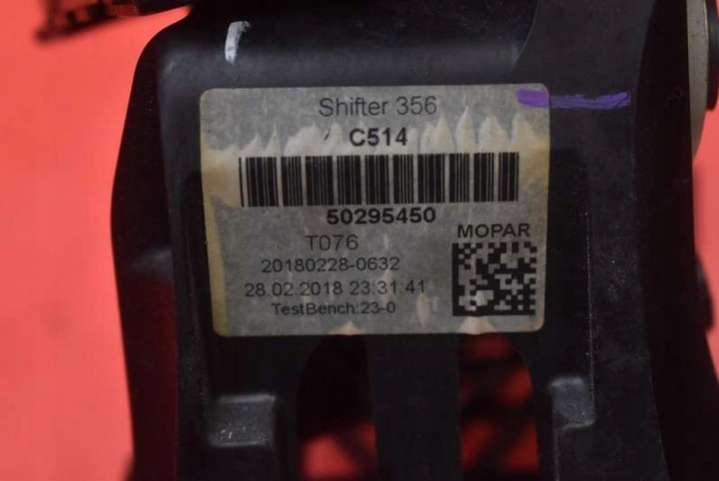 Shifter 356
C514
50295450
T076
MOPAR
20180228-0632
28.02.2018 23:31:41
TestBench:23-0